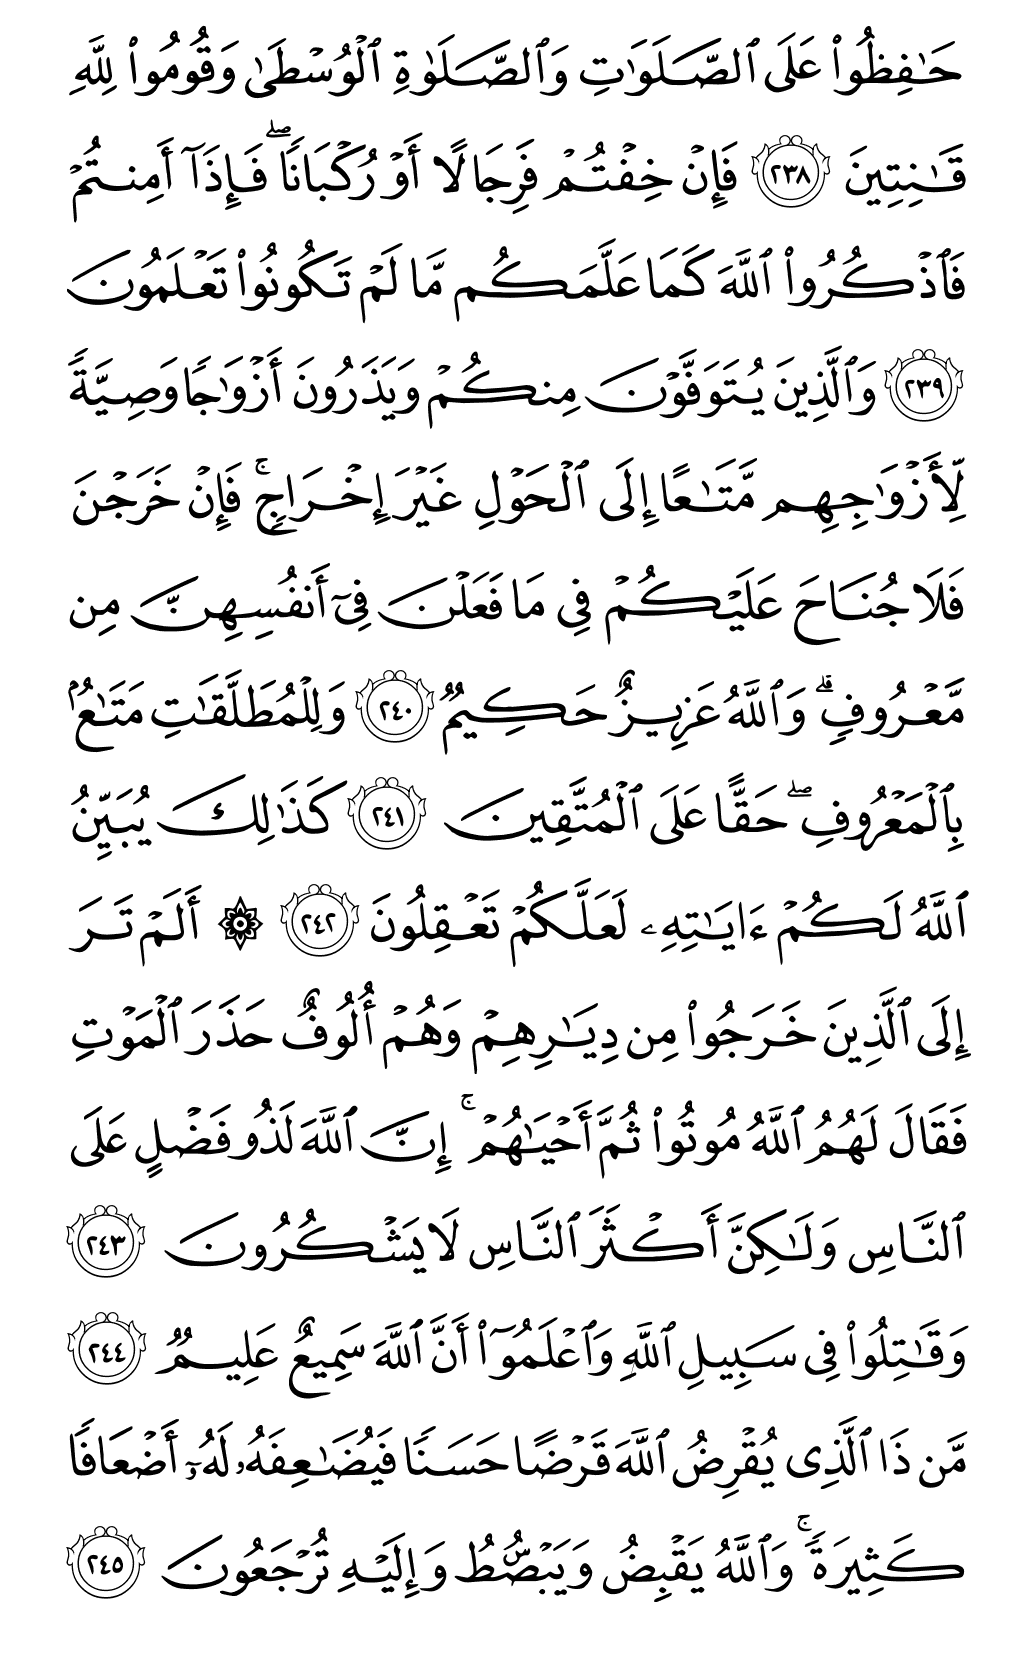 حَٰفِظُوا۟ عَلَى ٱلصَّلَوَٰتِ وَٱلصَّلَوٰةِ ٱلْوُسْطَىٰ وَقُومُوا۟ لِلَّهِ
قَٰنِتِينَ ٢٣٨ فَإِنْ خِفْتُمْ فَرِجَالًا أَوْ رُكْبَانًا ۖ فَإِذَآ أَمِنتُمْ
فَٱذْكُرُوا۟ ٱللَّهَ كَمَا عَلَّمَكُم مَّا لَمْ تَكُونُوا۟ تَعْلَمُونَ
٢٣٩ وَٱلَّذِينَ يُتَوَفَّوْنَ مِنكُمْ وَيَذَرُونَ أَزْوَٰجًا وَصِيَّةً
لِّأَزْوَٰجِهِم مَّتَٰعًا إِلَى ٱلْحَوْلِ غَيْرَ إِخْرَاجٍ ۚ فَإِنْ خَرَجْنَ
فَلَا جُنَاحَ عَلَيْكُمْ فِي مَا فَعَلْنَ فِىٓ أَنفُسِهِنَّ مِن
مَّعْرُوفٍ ۗ وَٱللَّهُ عَزِيزٌ حَكِيمٌ ٢٤٠ وَلِلْمُطَلَّقَٰتِ مَتَٰعٌۢ
بِٱلْمَعْرُوفِ ۖ حَقًّا عَلَى ٱلْمُتَّقِينَ ٢٤١ كَذَٰلِكَ يُبَيِّنُ
ٱللَّهُ لَكُمْ ءَايَٰتِهِۦ لَعَلَّكُمْ تَعْقِلُونَ ٢٤٢ ۞ أَلَمْ تَرَ
إِلَى ٱلَّذِينَ خَرَجُوا۟ مِن دِيَٰرِهِمْ وَهُمْ أُلُوفٌ حَذَرَ ٱلْمَوْتِ
فَقَالَ لَهُمُ ٱللَّهُ مُوتُوا۟ ثُمَّ أَحْيَٰهُمْ ۚ إِنَّ ٱللَّهَ لَذُو فَضْلٍ عَلَى
ٱلنَّاسِ وَلَٰكِنَّ أَكْثَرَ ٱلنَّاسِ لَا يَشْكُرُونَ ٢٤٣
وَقَٰتِلُوا۟ فِى سَبِيلِ ٱللَّهِ وَٱعْلَمُوٓا۟ أَنَّ ٱللَّهَ سَمِيعٌ عَلِيمٌ ٢٤٤
مَّن ذَا ٱلَّذِى يُقْرِضُ ٱللَّهَ قَرْضًا حَسَنًا فَيُضَٰعِفَهُۥ لَهُۥٓ أَضْعَافًا
كَثِيرَةً ۚ وَٱللَّهُ يَقْبِضُ وَيَبْصُۜطُ وَإِلَيْهِ تُرْجَعُونَ ٢٤٥